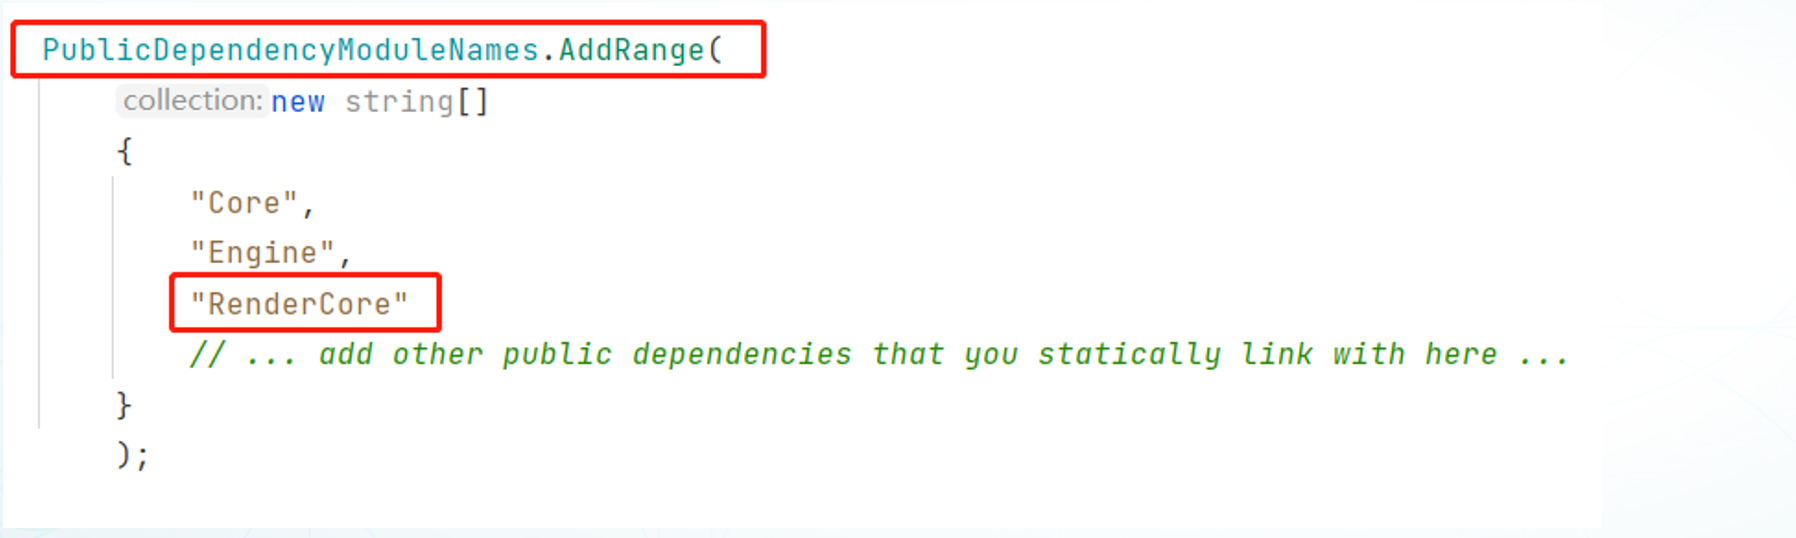 PublicDependencyModuleNames.AddRange(
collection: new string[]
{
"Core",
"Engine",
"RenderCore"
// ... add other public dependencies that you statically link with here ...
}
);